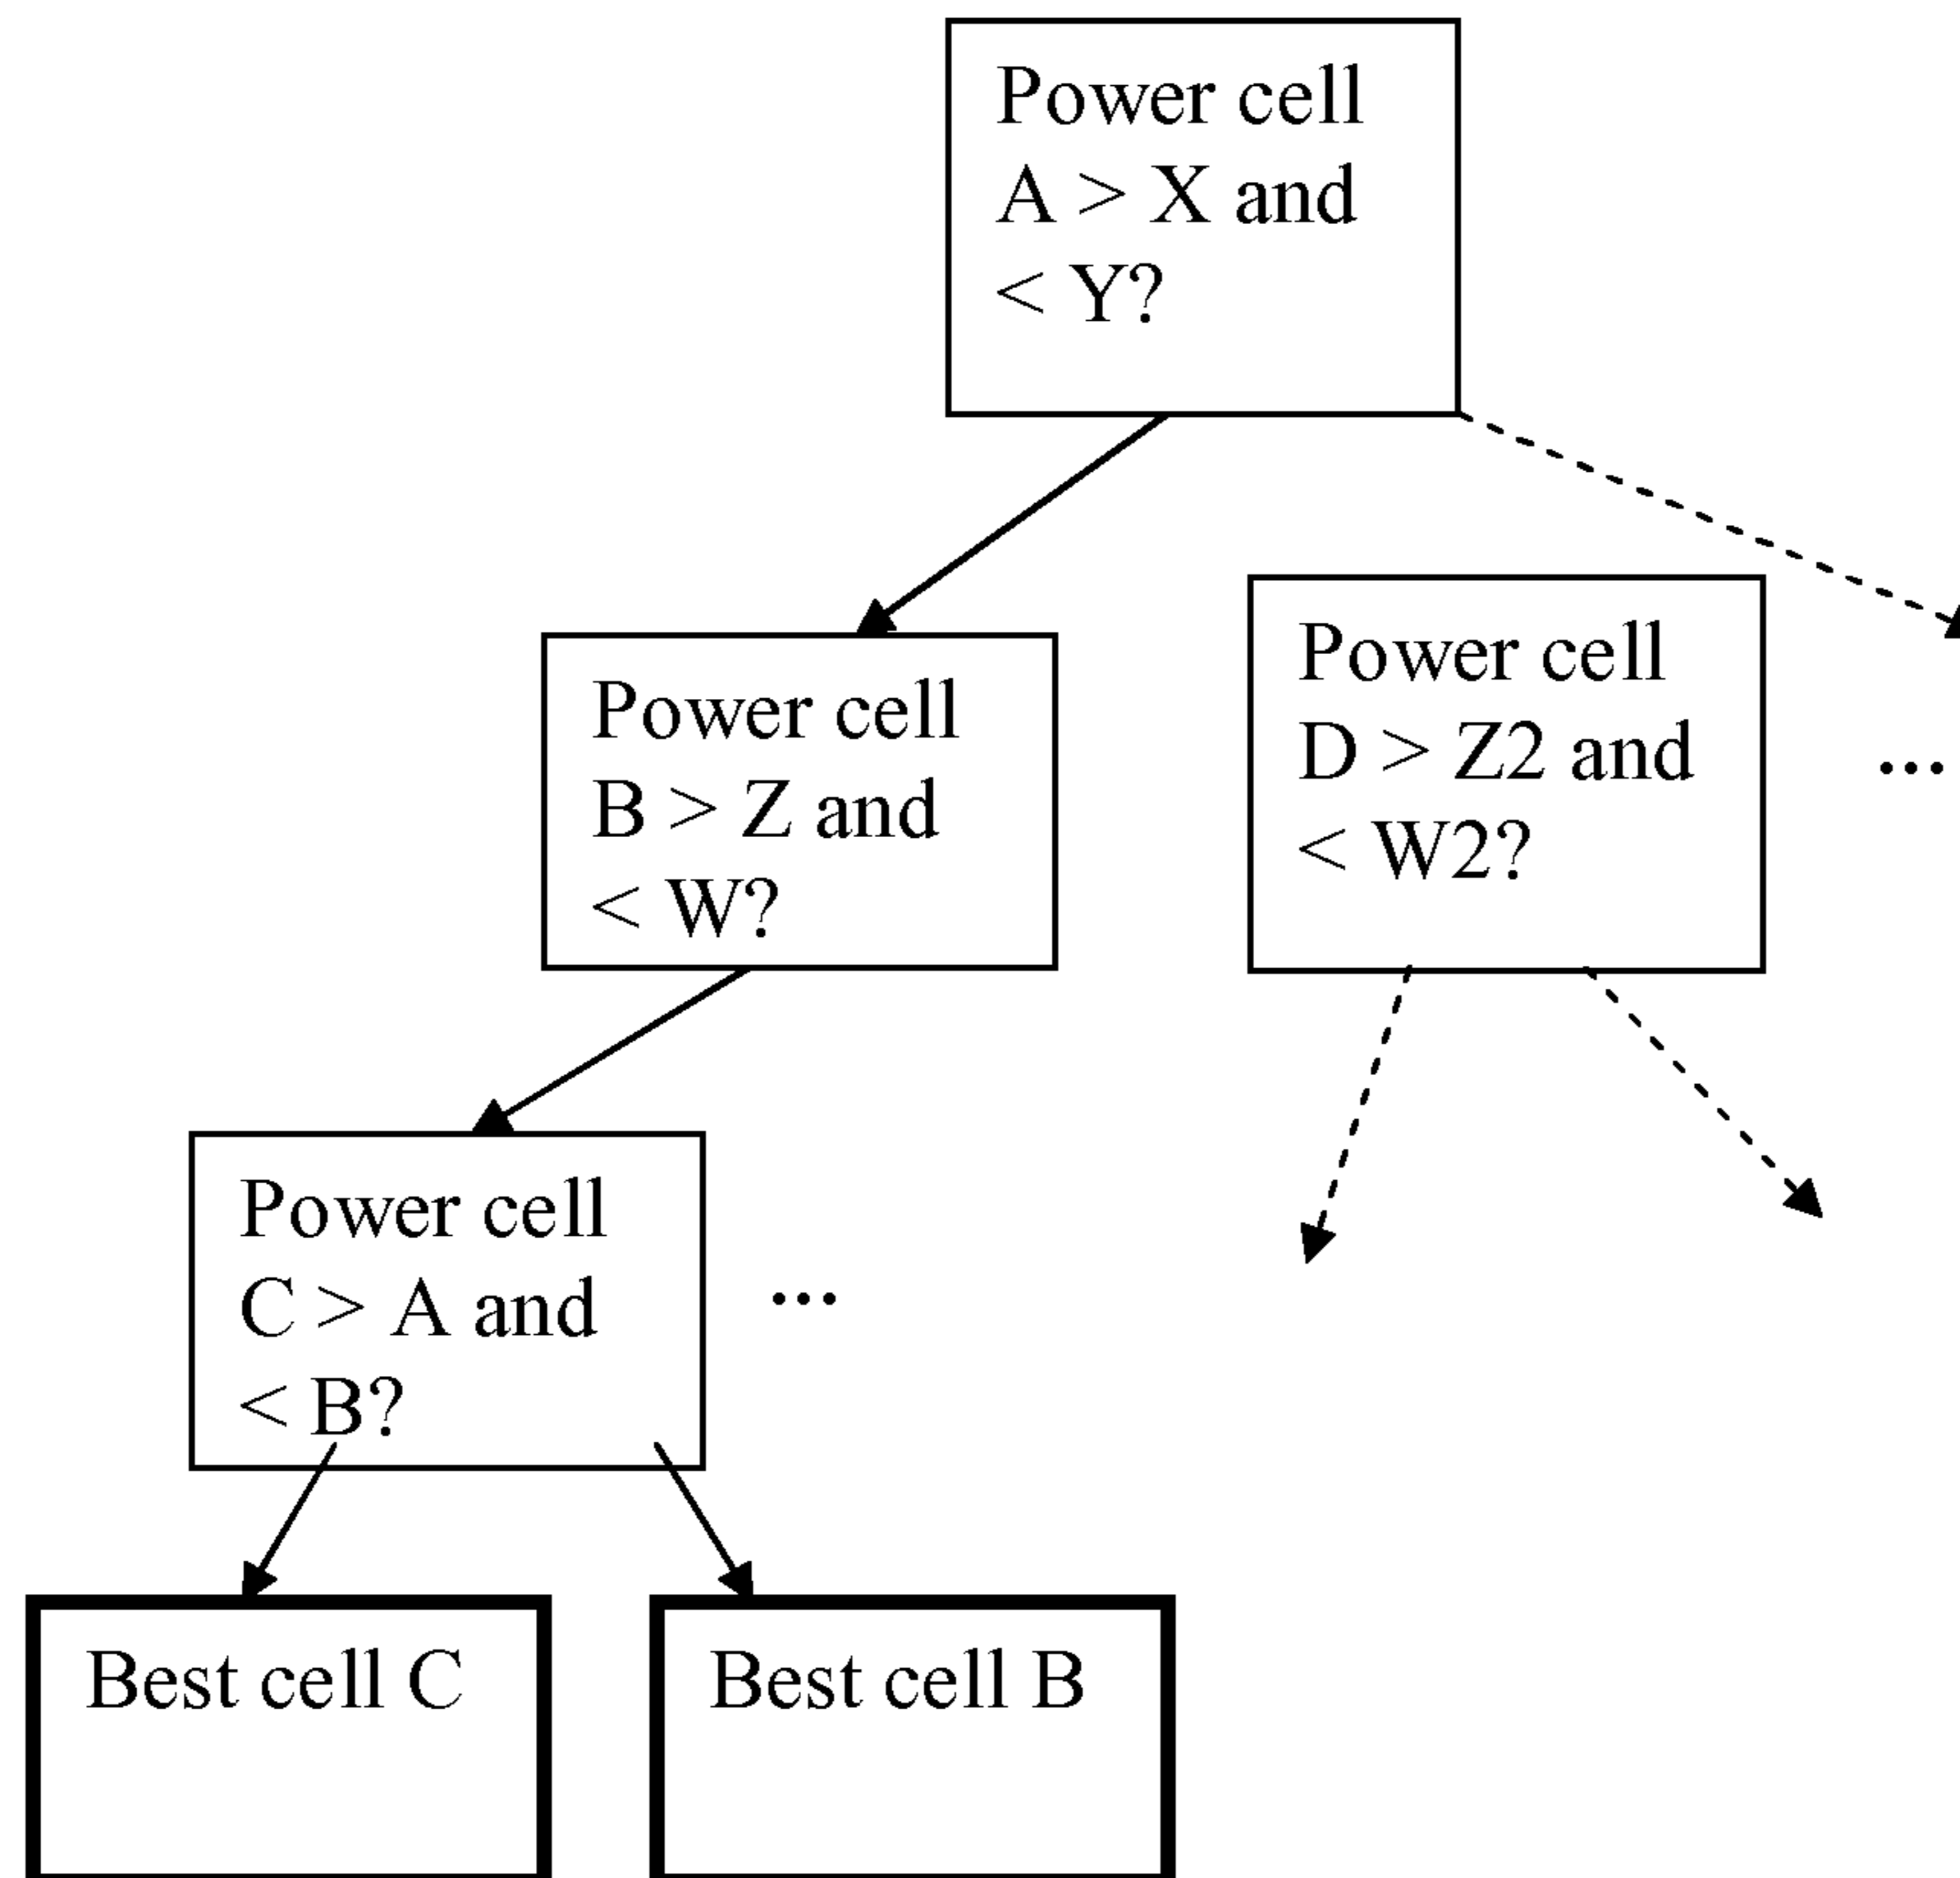 Power cell
A > X and
< Y?
Power cell
B > Z and
< W?
Power cell
D > Z2 and
< W2?
...
Power cell
C > A and
< B?
...
Best cell C
Best cell B